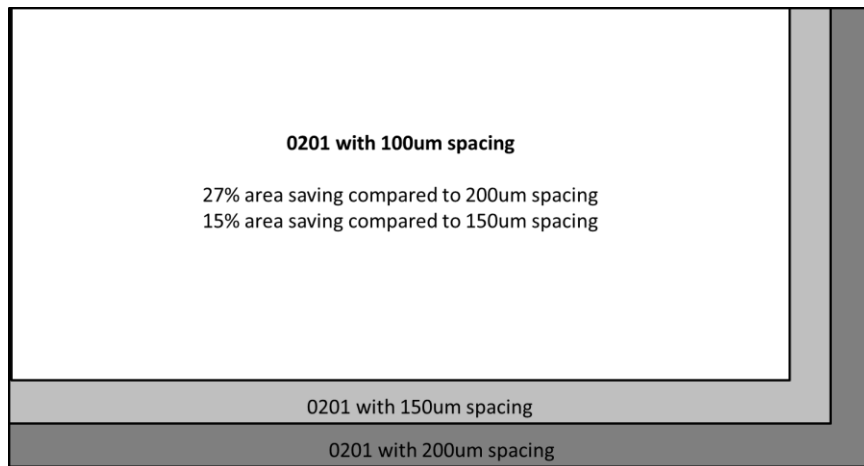 0201 with 100um spacing
27% area saving compared to 200um spacing
15% area saving compared to 150um spacing
0201 with 150um spacing
0201 with 200um spacing